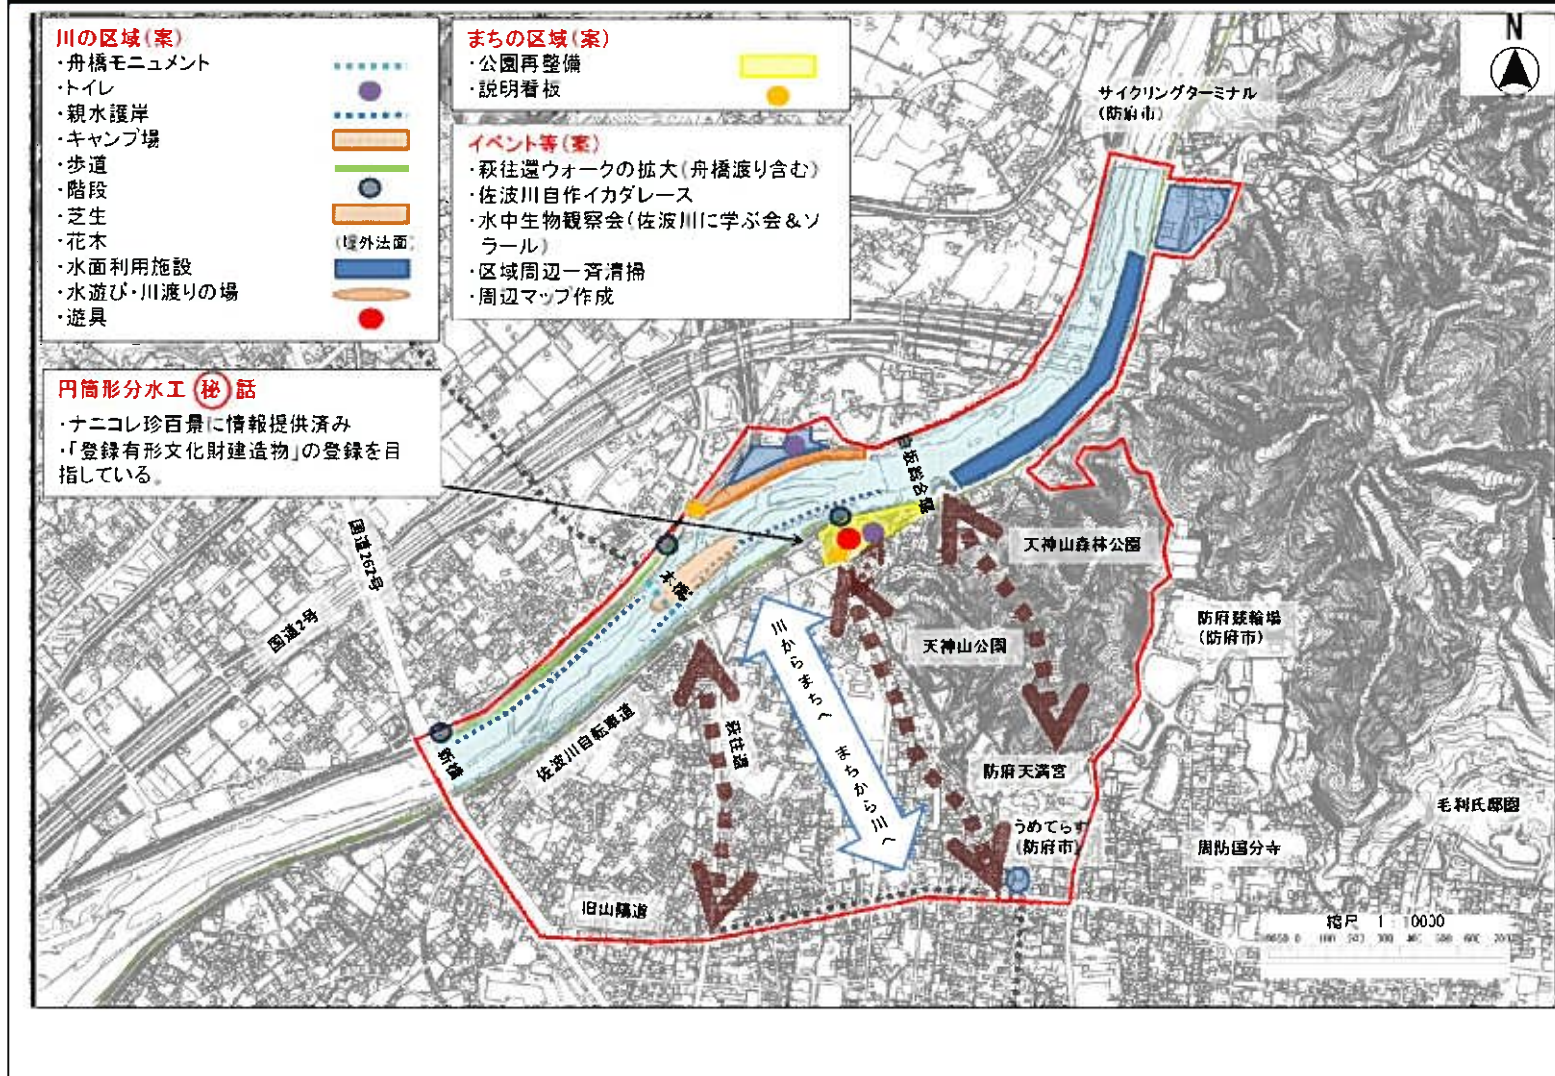 川の区域(案)
・舟橋モニュメント
・トイレ
・親水護岸
・キャンプ場
・歩道
・階段
・芝生
・花木
外法面)
・水面利用施設
・水遊び・川渡りの場
・遊具
まちの区域(案)
・公園再整備
・説明看板
イベント等(案)
・萩往還ウォークの拡大(舟橋渡り含む)
・佐波川自作イカダレース
・水中生物観察会(佐波川に学ぶ会&ソ
ラール)
・区域周辺一斉清掃
・周辺マップ作成
円筒形分水工 秘 話
・ナニコレ珍百景に情報提供済み
・「登録有形文化財建造物」の登録を目
指している。
N
サイクリングターミナル
(防府市)
国道262号
国道2号
本橋
新橋
佐波川自転車道
萩往還
川からまちへ まちから川へ
天神山森林公園
天神山公園
防府競輪場
(防府市)
防府天満宮
うめてらす
(防府市)
毛利氏邸園
周防国分寺
旧山陽道
縮尺 1